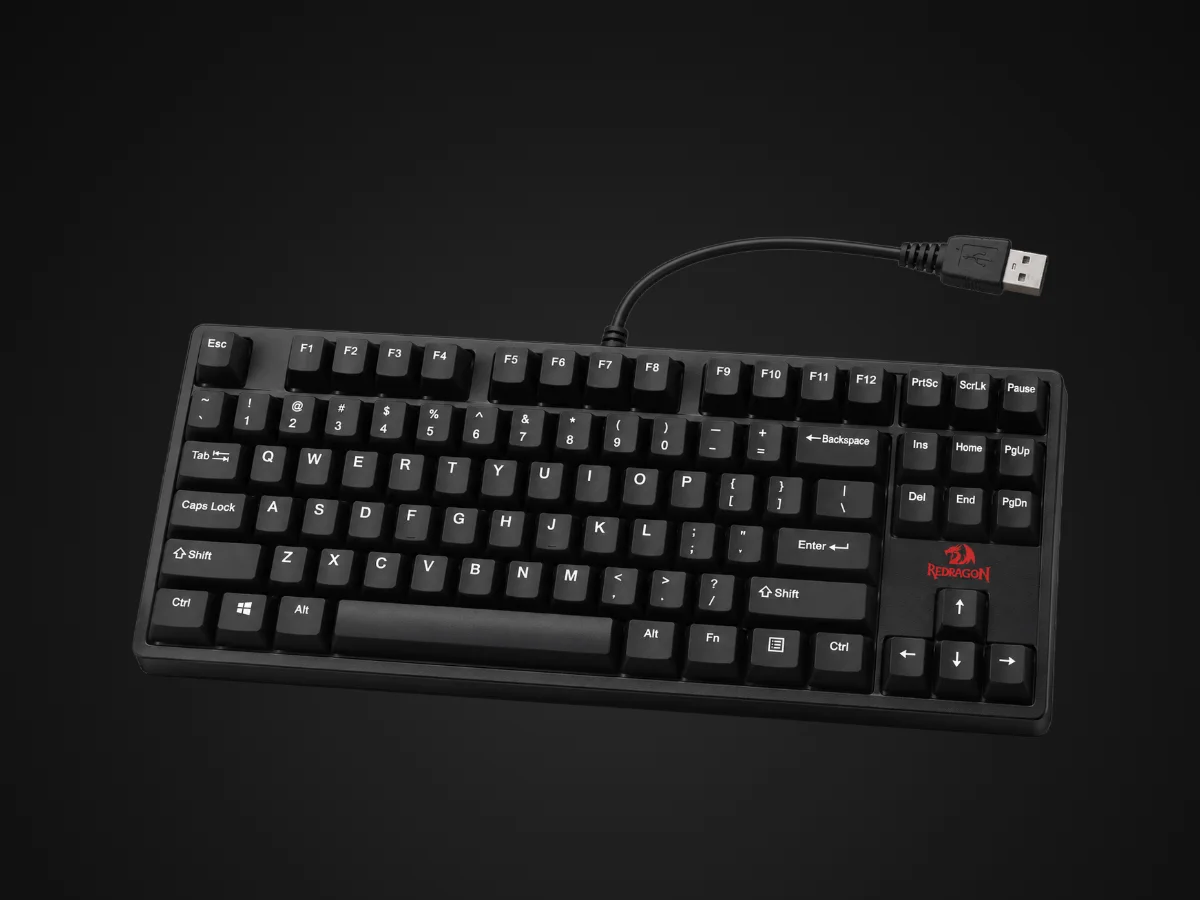 Esc F1 F2 F3 F4 F5 F6 F7 F8 F9 F10 F11 F12 PrtSc ScrLk Pause
~ ! @ # $ % ^ & * ( ) — +
` 1 2 3 4 5 6 7 8 9 0 - = ←Backspace Ins Home PgUp
Tab Q W E R T Y U I O P { } |
[ ] \ Del End PgDn
Caps Lock A S D F G H J K L : " Enter
; '
REDRAGON
Shift Z X C V B N M < > ? Shift ↑
, . /
Ctrl Alt Alt Fn Ctrl ← ↓ →